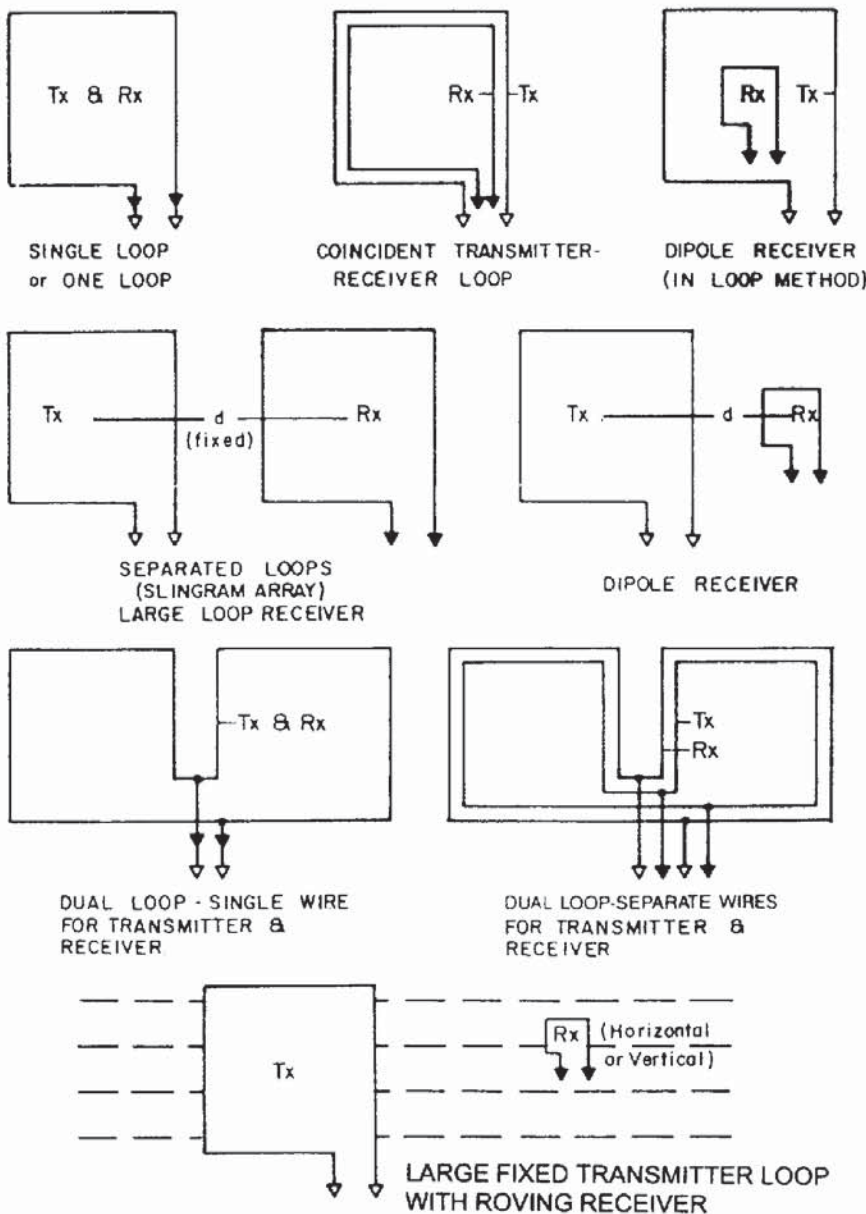 Tx & Rx
Rx
Tx
Rx
Tx
SINGLE LOOP
or ONE LOOP
COINCIDENT TRANSMITTER-
RECEIVER LOOP
DIPOLE RECEIVER
(IN LOOP METHOD)
Tx
d
(fixed)
Rx
Tx
d
Rx
SEPARATED LOOPS
(SLINGRAM ARRAY)
LARGE LOOP RECEIVER
DIPOLE RECEIVER
Tx & Rx
Tx
Rx
DUAL LOOP - SINGLE WIRE
FOR TRANSMITTER &
RECEIVER
DUAL LOOP-SEPARATE WIRES
FOR TRANSMITTER &
RECEIVER
Tx
Rx
(Horizontal
or Vertical)
LARGE FIXED TRANSMITTER LOOP
WITH ROVING RECEIVER